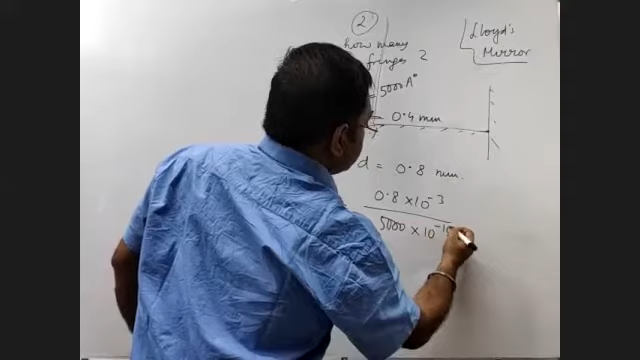 2
Lloyd's
Mirror
how many
fringes ?
= 5000 A°
= 0.4 mm
d = 0.8 mm.
0.8 × 10⁻³
5000 × 10⁻¹⁰